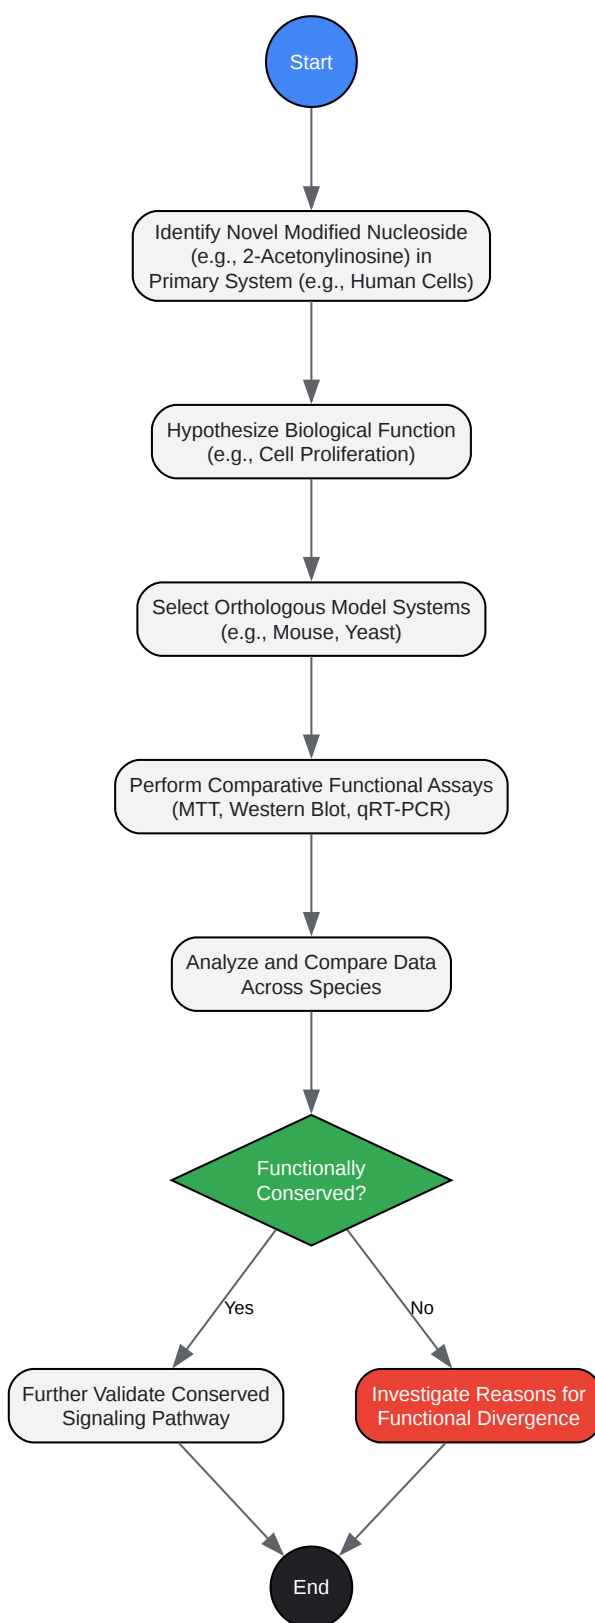 Start
Identify Novel Modified Nucleoside
(e.g., 2-Acetonylinosine) in
Primary System (e.g., Human Cells)
Hypothesize Biological Function
(e.g., Cell Proliferation)
Select Orthologous Model Systems
(e.g., Mouse, Yeast)
Perform Comparative Functional Assays
(MTT, Western Blot, qRT-PCR)
Analyze and Compare Data
Across Species
Functionally
Conserved?
Yes
No
Further Validate Conserved
Signaling Pathway
Investigate Reasons for
Functional Divergence
End